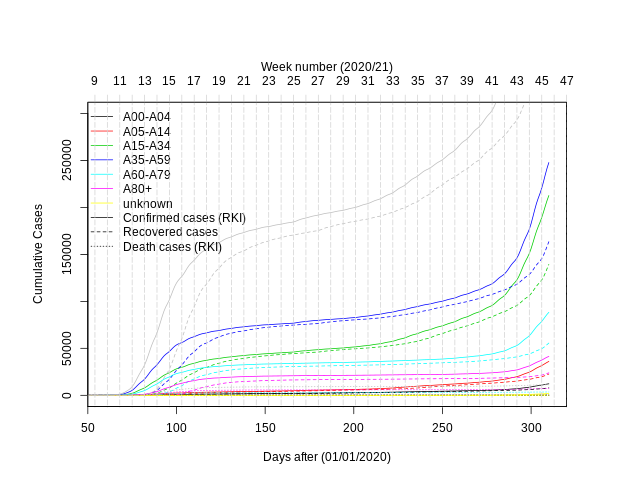 Week number (2020/21)
9 11 13 15 17 19 21 23 25 27 29 31 33 35 37 39 41 43 45 47
A00-A04
A05-A14
A15-A34
A35-A59
A60-A79
A80+
unknown
Confirmed cases (RKI)
Recovered cases
Death cases (RKI)
Cumulative Cases
250000
150000
50000
0
50 100 150 200 250 300
Days after (01/01/2020)